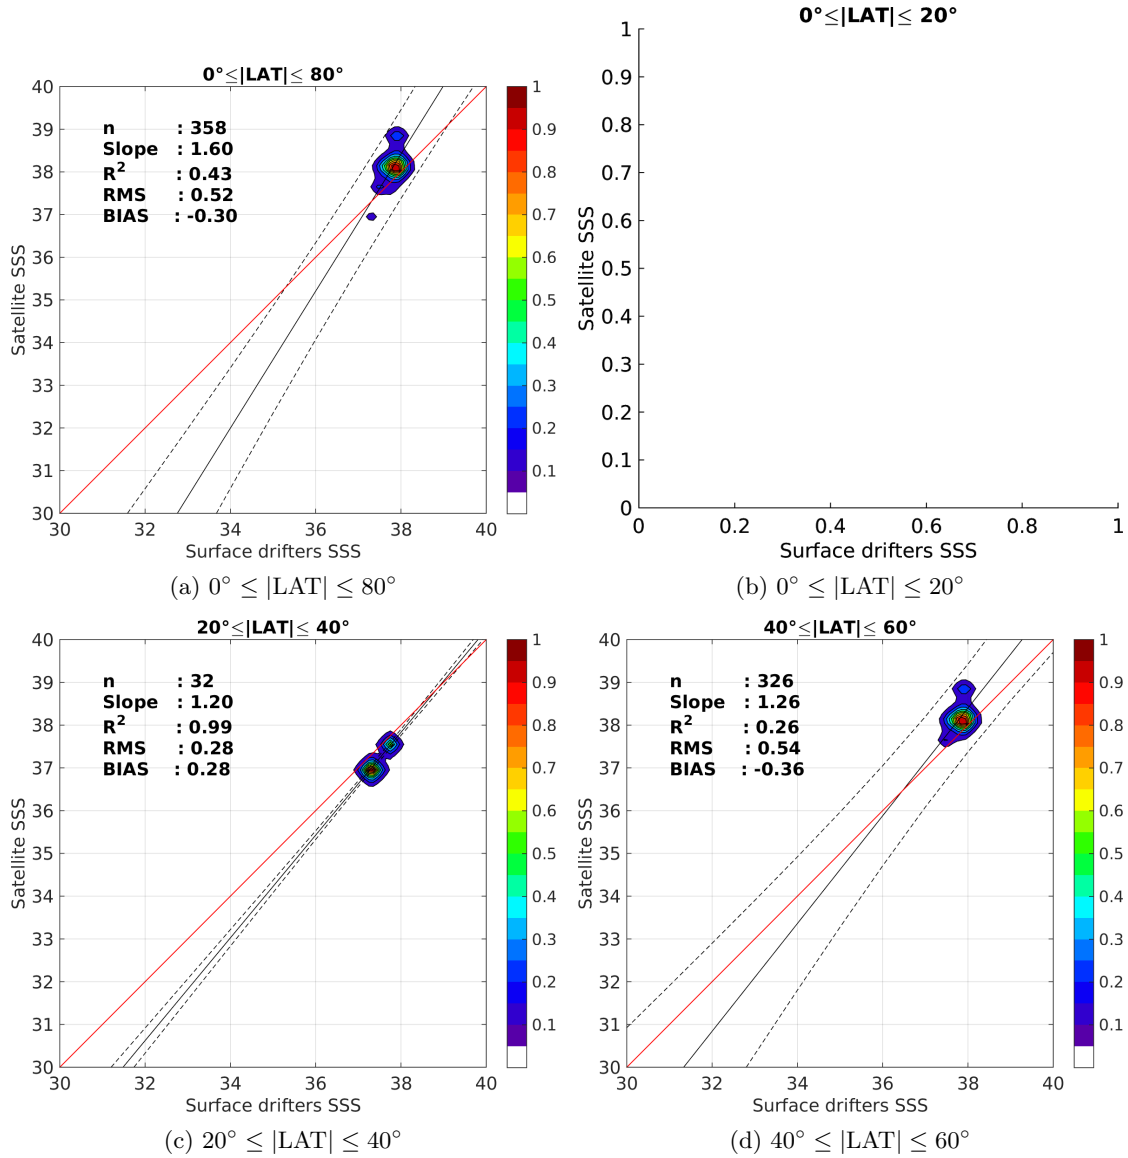 0°≤|LAT|≤ 80°
40
39
38
37
36
35
34
33
32
31
30
Satellite SSS
n : 358
Slope : 1.60
R² : 0.43
RMS : 0.52
BIAS : -0.30
30 32 34 36 38 40
Surface drifters SSS
1
0.9
0.8
0.7
0.6
0.5
0.4
0.3
0.2
0.1
(a) 0° ≤ |LAT| ≤ 80°
0°≤|LAT|≤ 20°
1
0.9
0.8
0.7
0.6
0.5
0.4
0.3
0.2
0.1
0
Satellite SSS
0 0.2 0.4 0.6 0.8 1
Surface drifters SSS
(b) 0° ≤ |LAT| ≤ 20°
20°≤|LAT|≤ 40°
40
39
38
37
36
35
34
33
32
31
30
Satellite SSS
n : 32
Slope : 1.20
R² : 0.99
RMS : 0.28
BIAS : 0.28
30 32 34 36 38 40
Surface drifters SSS
1
0.9
0.8
0.7
0.6
0.5
0.4
0.3
0.2
0.1
(c) 20° ≤ |LAT| ≤ 40°
40°≤|LAT|≤ 60°
40
39
38
37
36
35
34
33
32
31
30
Satellite SSS
n : 326
Slope : 1.26
R² : 0.26
RMS : 0.54
BIAS : -0.36
30 32 34 36 38 40
Surface drifters SSS
1
0.9
0.8
0.7
0.6
0.5
0.4
0.3
0.2
0.1
(d) 40° ≤ |LAT| ≤ 60°